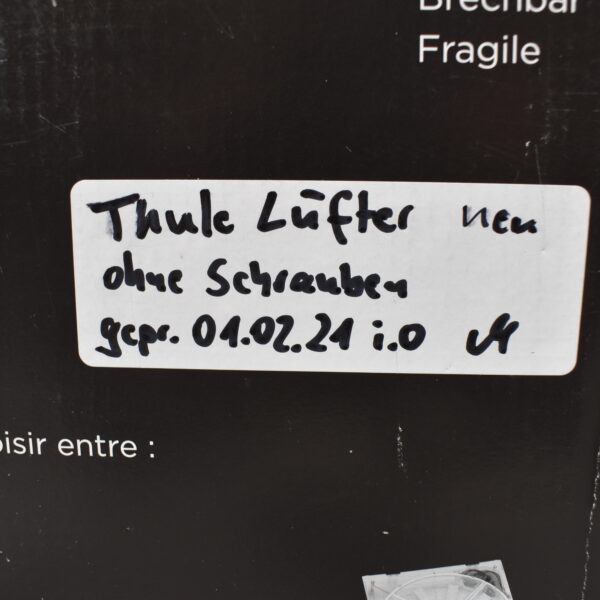 Brechbar
Fragile
Thule Lüfter neu
ohne Schrauben
gepr. 01.02.21 i.O
oisir entre :